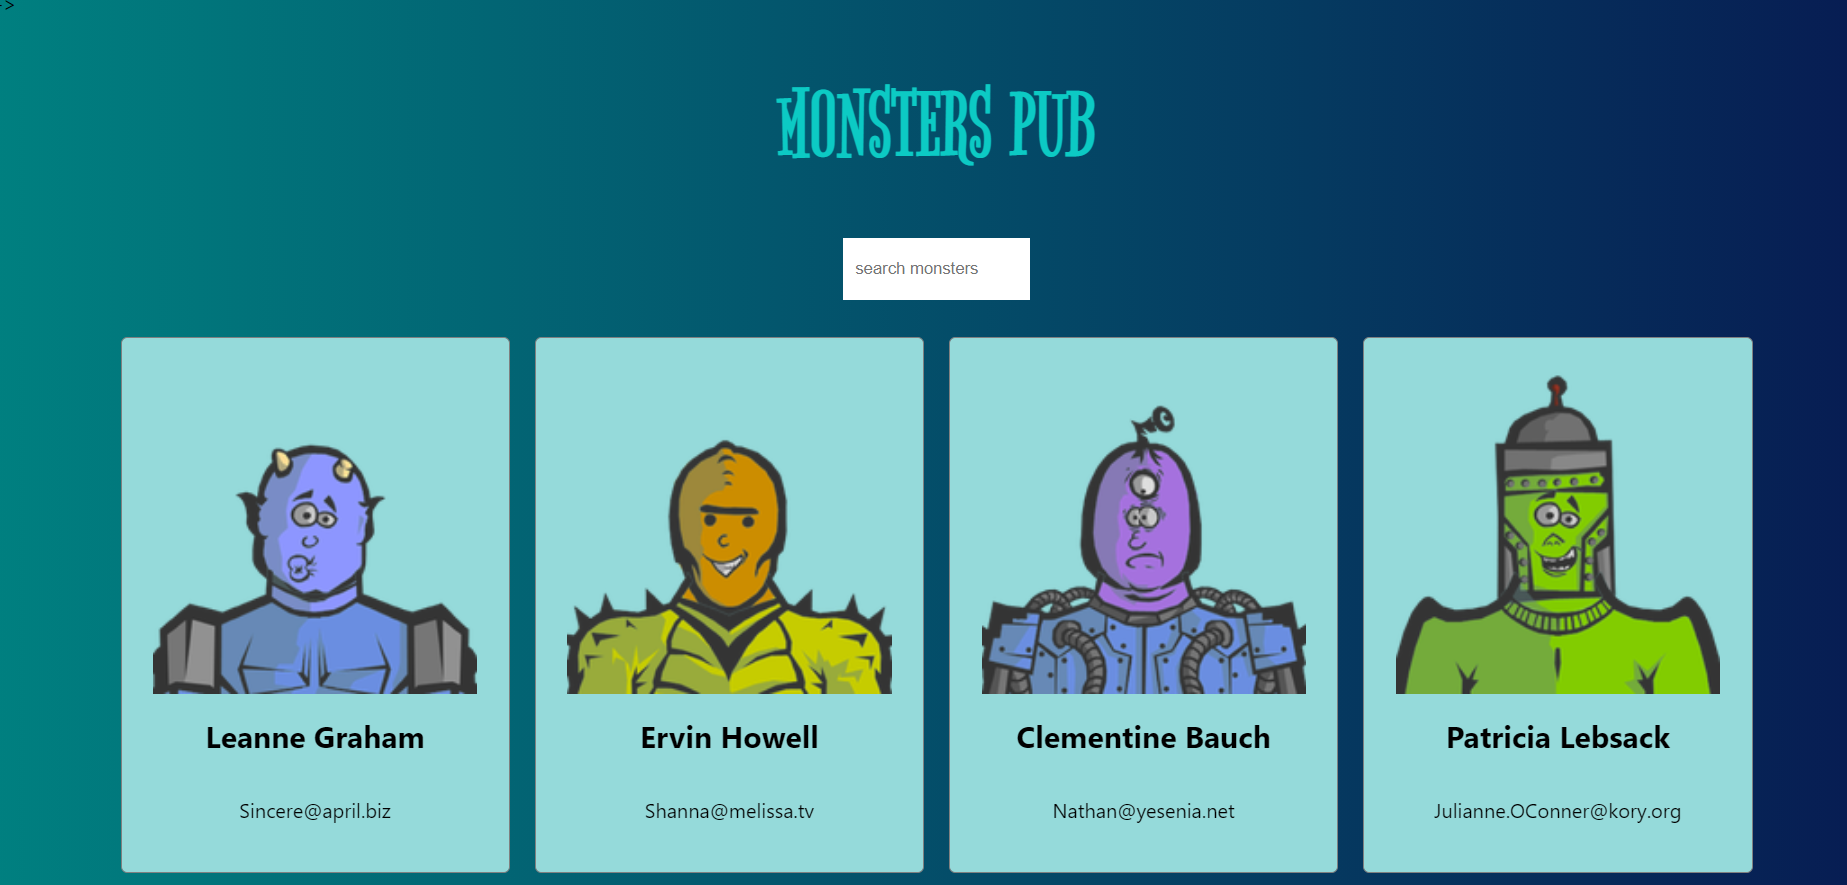 ->
MONSTERS PUB
search monsters
Leanne Graham
Ervin Howell
Clementine Bauch
Patricia Lebsack
Sincere@april.biz
Shanna@melissa.tv
Nathan@yesenia.net
Julianne.OConner@kory.org